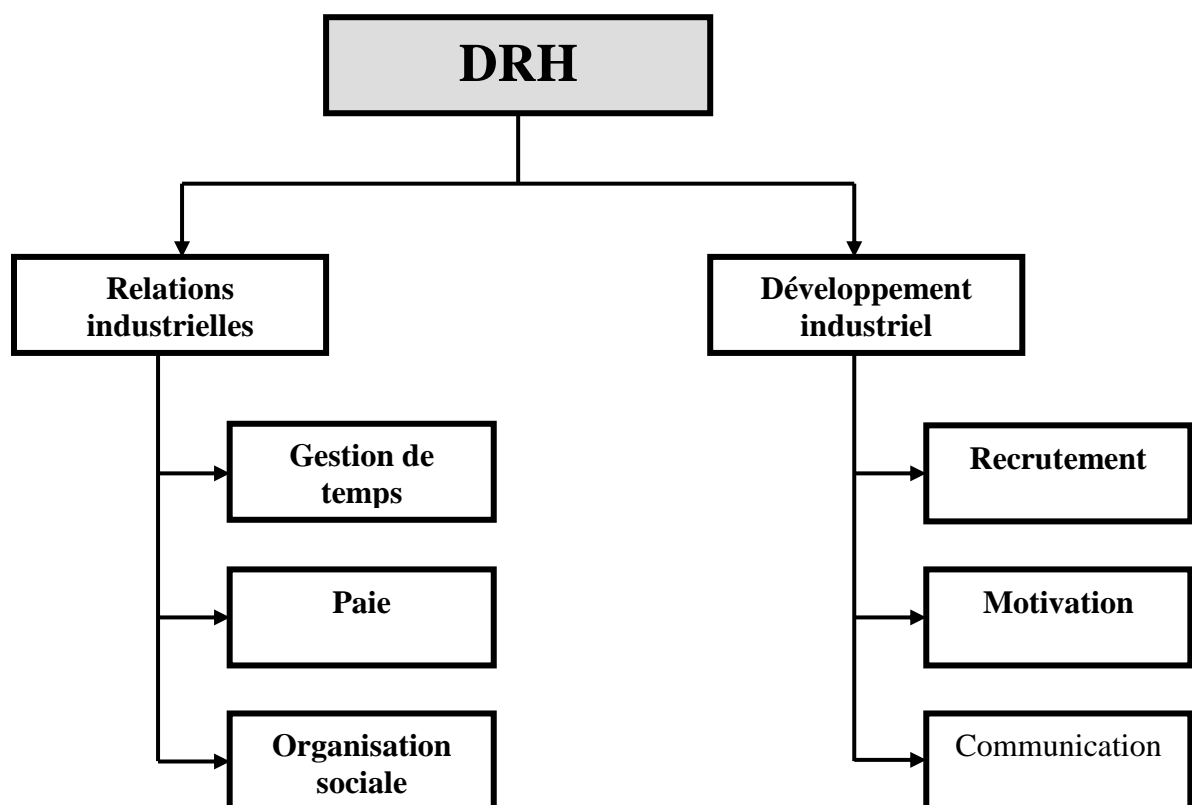 DRH
Relations
industrielles
Développement
industriel
Gestion de
temps
Recrutement
Paie
Motivation
Organisation
sociale
Communication